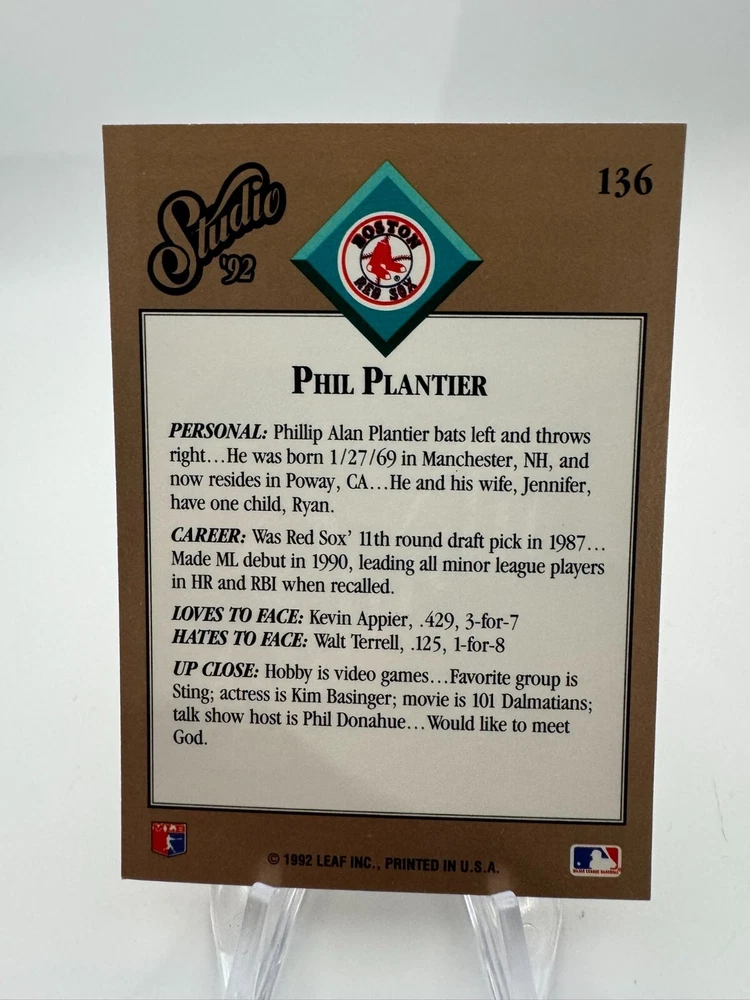 Studio
'92
136
BOSTON
RED SOX
®
PHIL PLANTIER
PERSONAL: Phillip Alan Plantier bats left and throws
right...He was born 1/27/69 in Manchester, NH, and
now resides in Poway, CA...He and his wife, Jennifer,
have one child, Ryan.
CAREER: Was Red Sox' 11th round draft pick in 1987...
Made ML debut in 1990, leading all minor league players
in HR and RBI when recalled.
LOVES TO FACE: Kevin Appier, .429, 3-for-7
HATES TO FACE: Walt Terrell, .125, 1-for-8
UP CLOSE: Hobby is video games...Favorite group is
Sting; actress is Kim Basinger; movie is 101 Dalmatians;
talk show host is Phil Donahue...Would like to meet
God.
MLB
© 1992 LEAF INC., PRINTED IN U.S.A.
MAJOR LEAGUE BASEBALL